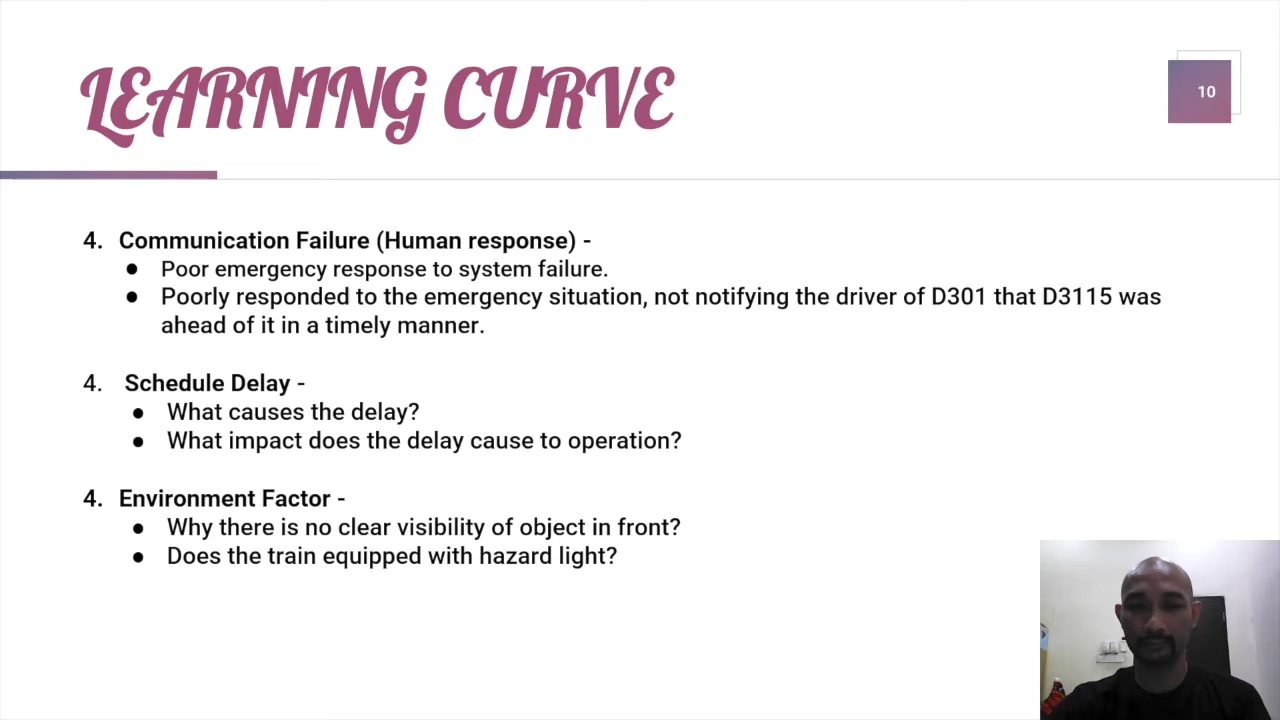 LEARNING CURVE
10
4. Communication Failure (Human response) -
● Poor emergency response to system failure.
● Poorly responded to the emergency situation, not notifying the driver of D301 that D3115 was
ahead of it in a timely manner.
4. Schedule Delay -
● What causes the delay?
● What impact does the delay cause to operation?
4. Environment Factor -
● Why there is no clear visibility of object in front?
● Does the train equipped with hazard light?